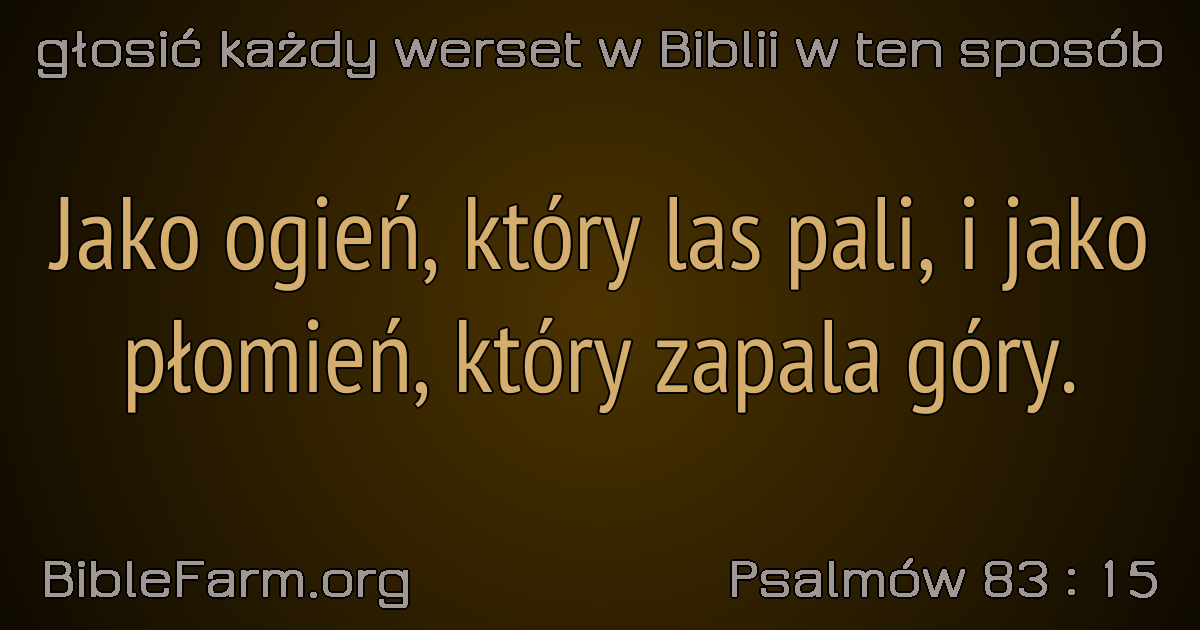 głosić każdy werset w Biblii w ten sposób
Jako ogień, który las pali, i jako
płomień, który zapala góry.
BibleFarm.org
Psalmów 83 : 15